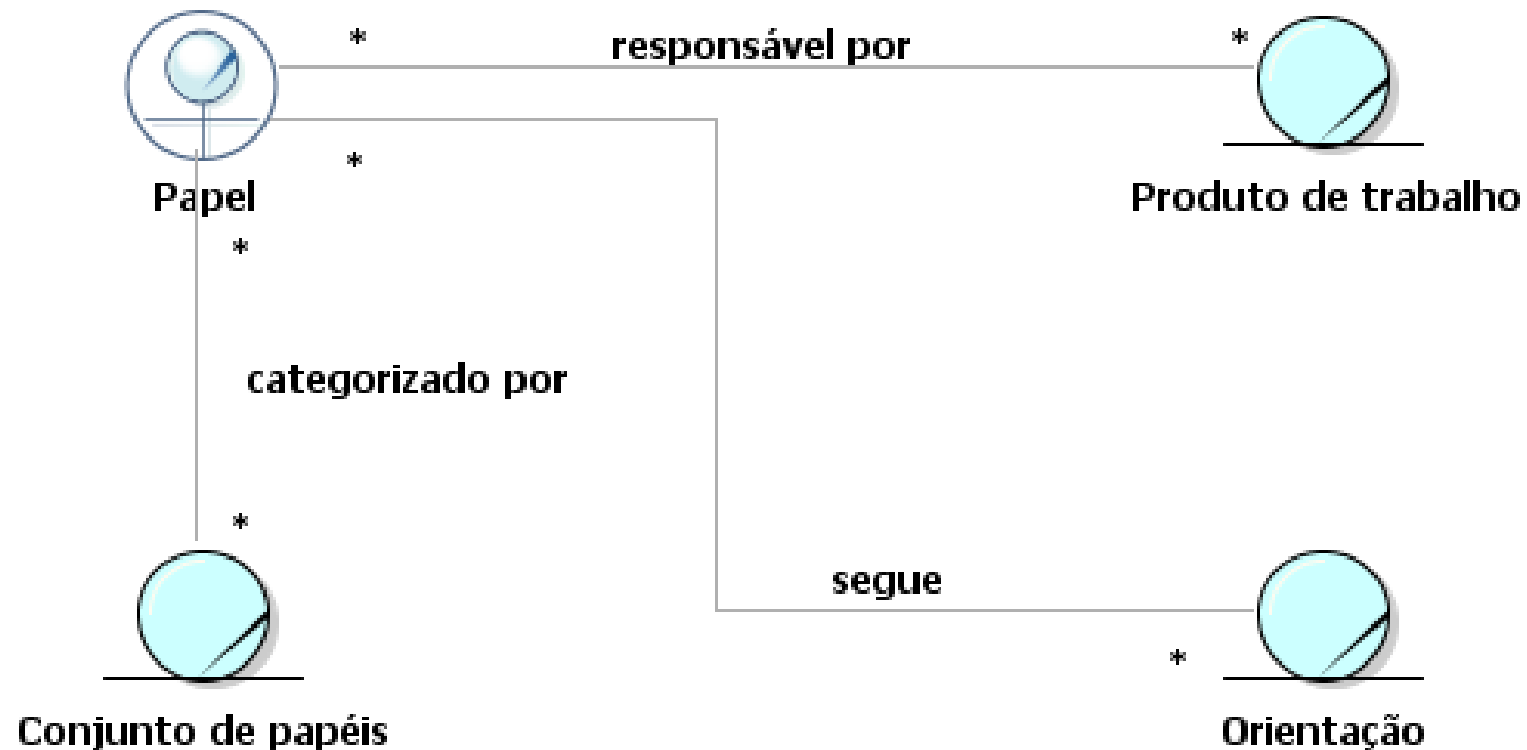 * responsável por *
*
Papel
Produto de trabalho
*
categorizado por
*
segue
*
Conjunto de papéis
Orientação